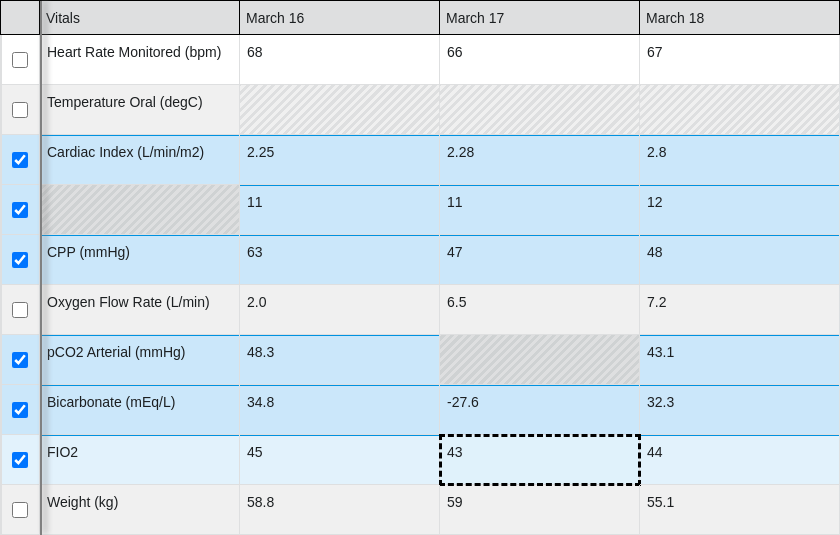 Vitals March 16 March 17 March 18
Heart Rate Monitored (bpm) 68 66 67
Temperature Oral (degC)
Cardiac Index (L/min/m2) 2.25 2.28 2.8
11 11 12
CPP (mmHg) 63 47 48
Oxygen Flow Rate (L/min) 2.0 6.5 7.2
pCO2 Arterial (mmHg) 48.3 43.1
Bicarbonate (mEq/L) 34.8 -27.6 32.3
FIO2 45 43 44
Weight (kg) 58.8 59 55.1